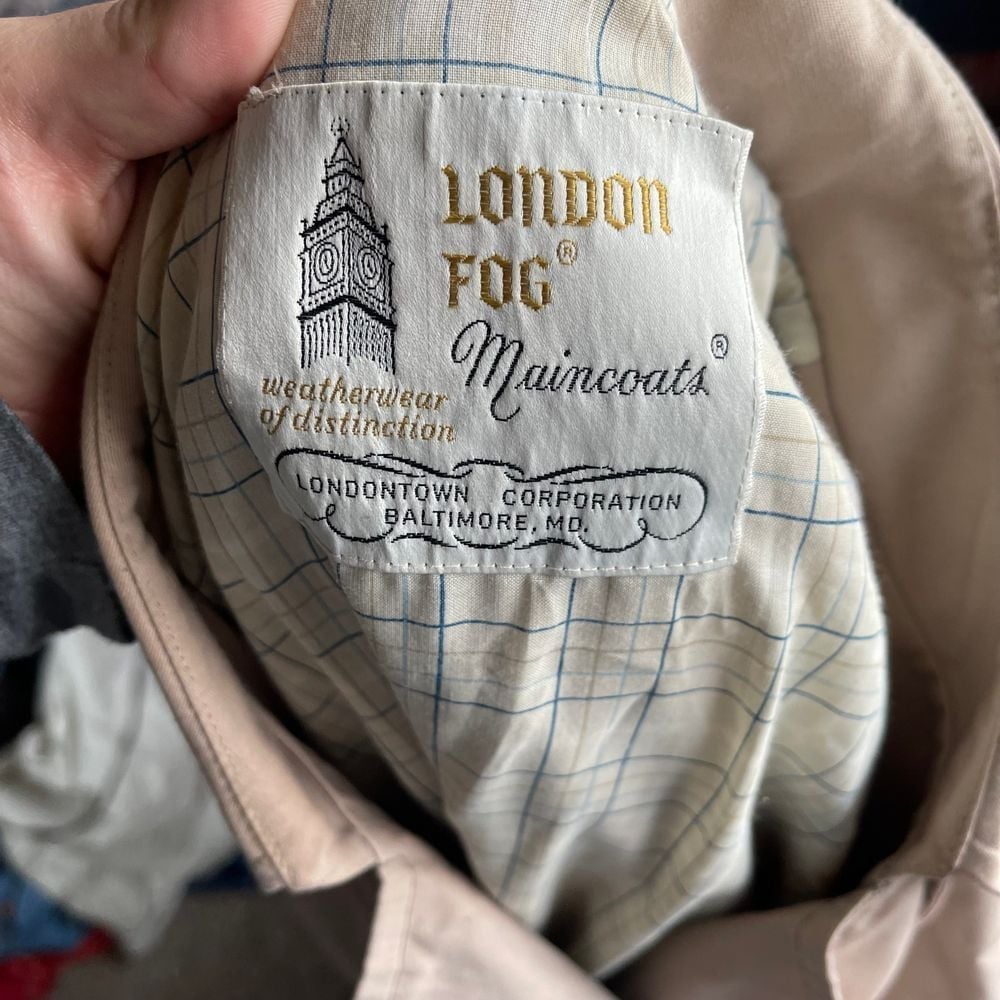 LONDON
FOG®
Maincoats®
weatherwear
of distinction
LONDONTOWN CORPORATION
BALTIMORE, MD.